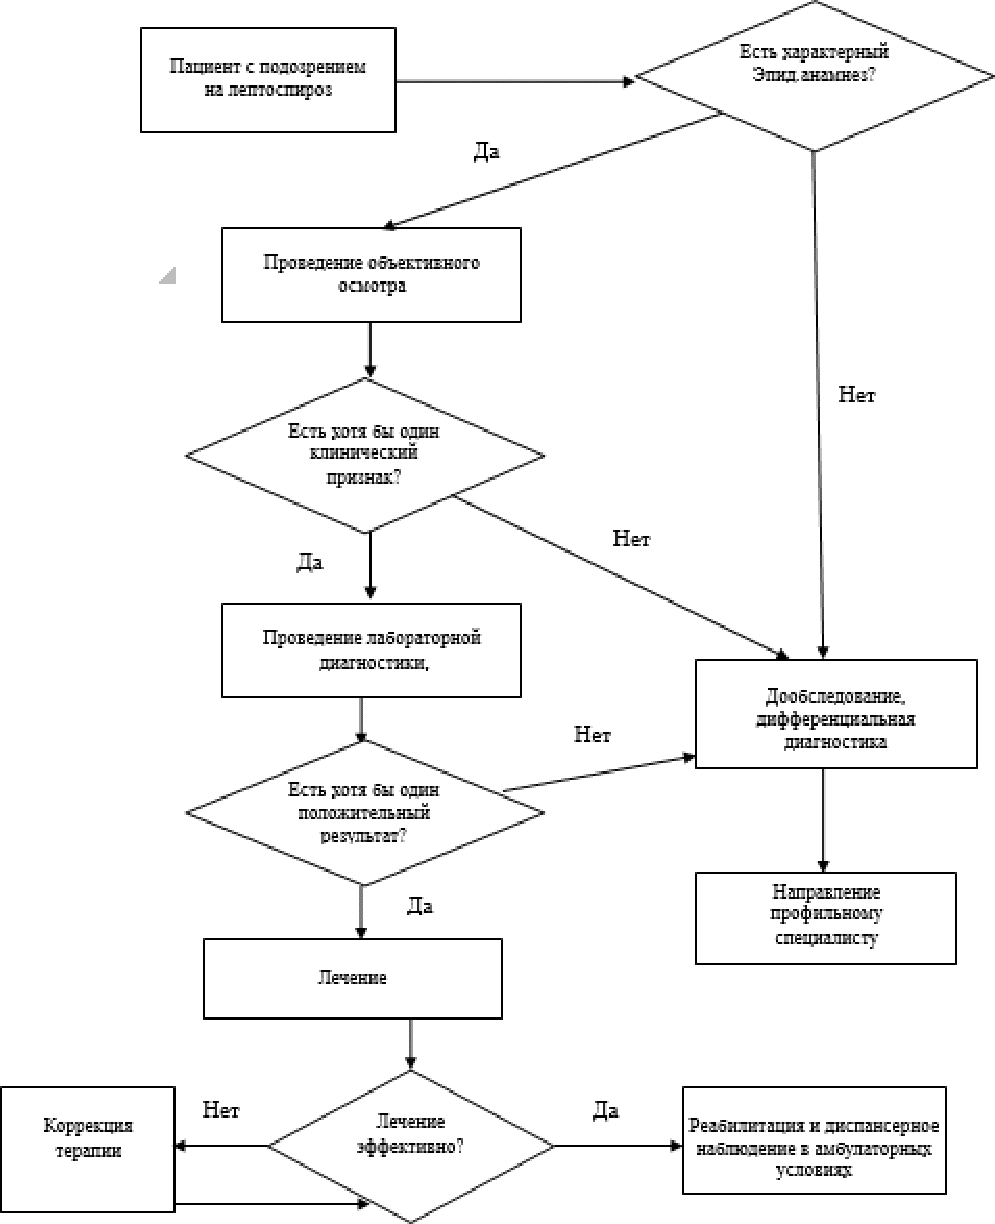 Пациент с подозрением
на лептоспироз
Есть характерный
Эпид.анамнез?
Да
Проведение объективного
осмотра
Нет
Есть хотя бы один
клинический
признак?
Нет
Да
Проведение лабораторной
диагностики,
Дообследование,
дифференциальная
диагностика
Нет
Есть хотя бы один
положительный
результат?
Направление
профильному
специалисту
Да
Лечение
Нет
Да
Коррекция
терапии
Лечение
эффективно?
Реабилитация и диспансерное
наблюдение в амбулаторных
условиях